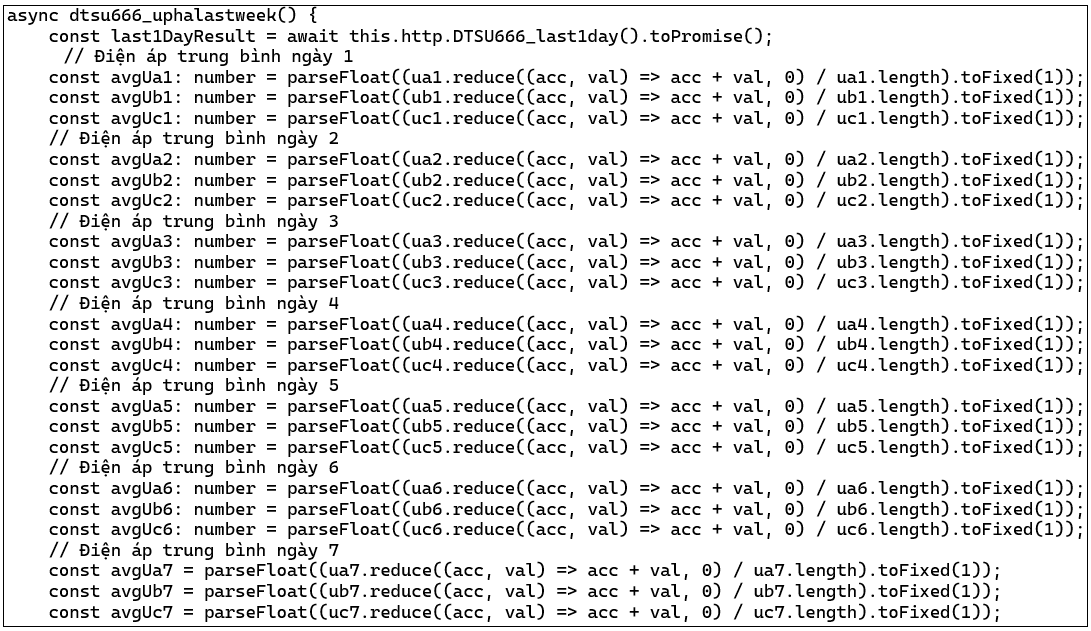 async dtsu666_uphalastweek() {
const last1DayResult = await this.http.DTSU666_last1day().toPromise();
// Điện áp trung bình ngày 1
const avgUa1: number = parseFloat((ua1.reduce((acc, val) => acc + val, 0) / ua1.length).toFixed(1));
const avgUb1: number = parseFloat((ub1.reduce((acc, val) => acc + val, 0) / ub1.length).toFixed(1));
const avgUc1: number = parseFloat((uc1.reduce((acc, val) => acc + val, 0) / uc1.length).toFixed(1));
// Điện áp trung bình ngày 2
const avgUa2: number = parseFloat((ua2.reduce((acc, val) => acc + val, 0) / ua2.length).toFixed(1));
const avgUb2: number = parseFloat((ub2.reduce((acc, val) => acc + val, 0) / ub2.length).toFixed(1));
const avgUc2: number = parseFloat((uc2.reduce((acc, val) => acc + val, 0) / uc2.length).toFixed(1));
// Điện áp trung bình ngày 3
const avgUa3: number = parseFloat((ua3.reduce((acc, val) => acc + val, 0) / ua3.length).toFixed(1));
const avgUb3: number = parseFloat((ub3.reduce((acc, val) => acc + val, 0) / ub3.length).toFixed(1));
const avgUc3: number = parseFloat((uc3.reduce((acc, val) => acc + val, 0) / uc3.length).toFixed(1));
// Điện áp trung bình ngày 4
const avgUa4: number = parseFloat((ua4.reduce((acc, val) => acc + val, 0) / ua4.length).toFixed(1));
const avgUb4: number = parseFloat((ub4.reduce((acc, val) => acc + val, 0) / ub4.length).toFixed(1));
const avgUc4: number = parseFloat((uc4.reduce((acc, val) => acc + val, 0) / uc4.length).toFixed(1));
// Điện áp trung bình ngày 5
const avgUa5: number = parseFloat((ua5.reduce((acc, val) => acc + val, 0) / ua5.length).toFixed(1));
const avgUb5: number = parseFloat((ub5.reduce((acc, val) => acc + val, 0) / ub5.length).toFixed(1));
const avgUc5: number = parseFloat((uc5.reduce((acc, val) => acc + val, 0) / uc5.length).toFixed(1));
// Điện áp trung bình ngày 6
const avgUa6: number = parseFloat((ua6.reduce((acc, val) => acc + val, 0) / ua6.length).toFixed(1));
const avgUb6: number = parseFloat((ub6.reduce((acc, val) => acc + val, 0) / ub6.length).toFixed(1));
const avgUc6: number = parseFloat((uc6.reduce((acc, val) => acc + val, 0) / uc6.length).toFixed(1));
// Điện áp trung bình ngày 7
const avgUa7 = parseFloat((ua7.reduce((acc, val) => acc + val, 0) / ua7.length).toFixed(1));
const avgUb7 = parseFloat((ub7.reduce((acc, val) => acc + val, 0) / ub7.length).toFixed(1));
const avgUc7 = parseFloat((uc7.reduce((acc, val) => acc + val, 0) / uc7.length).toFixed(1));